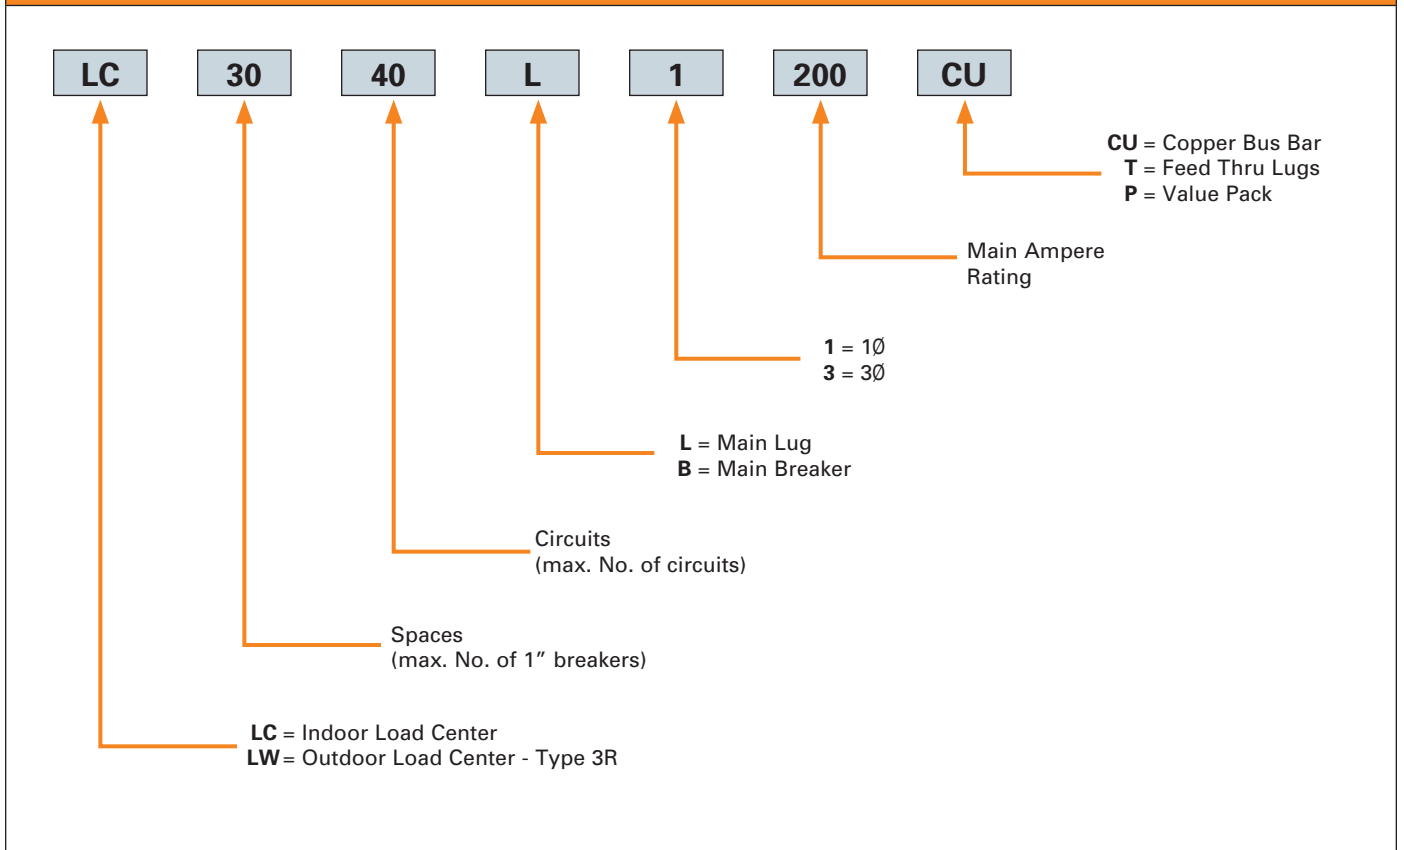 LC 30 40 L 1 200 CU
CU = Copper Bus Bar
T = Feed Thru Lugs
P = Value Pack
Main Ampere
Rating
1 = 1Ø
3 = 3Ø
L = Main Lug
B = Main Breaker
Circuits
(max. No. of circuits)
Spaces
(max. No. of 1” breakers)
LC = Indoor Load Center
LW = Outdoor Load Center - Type 3R